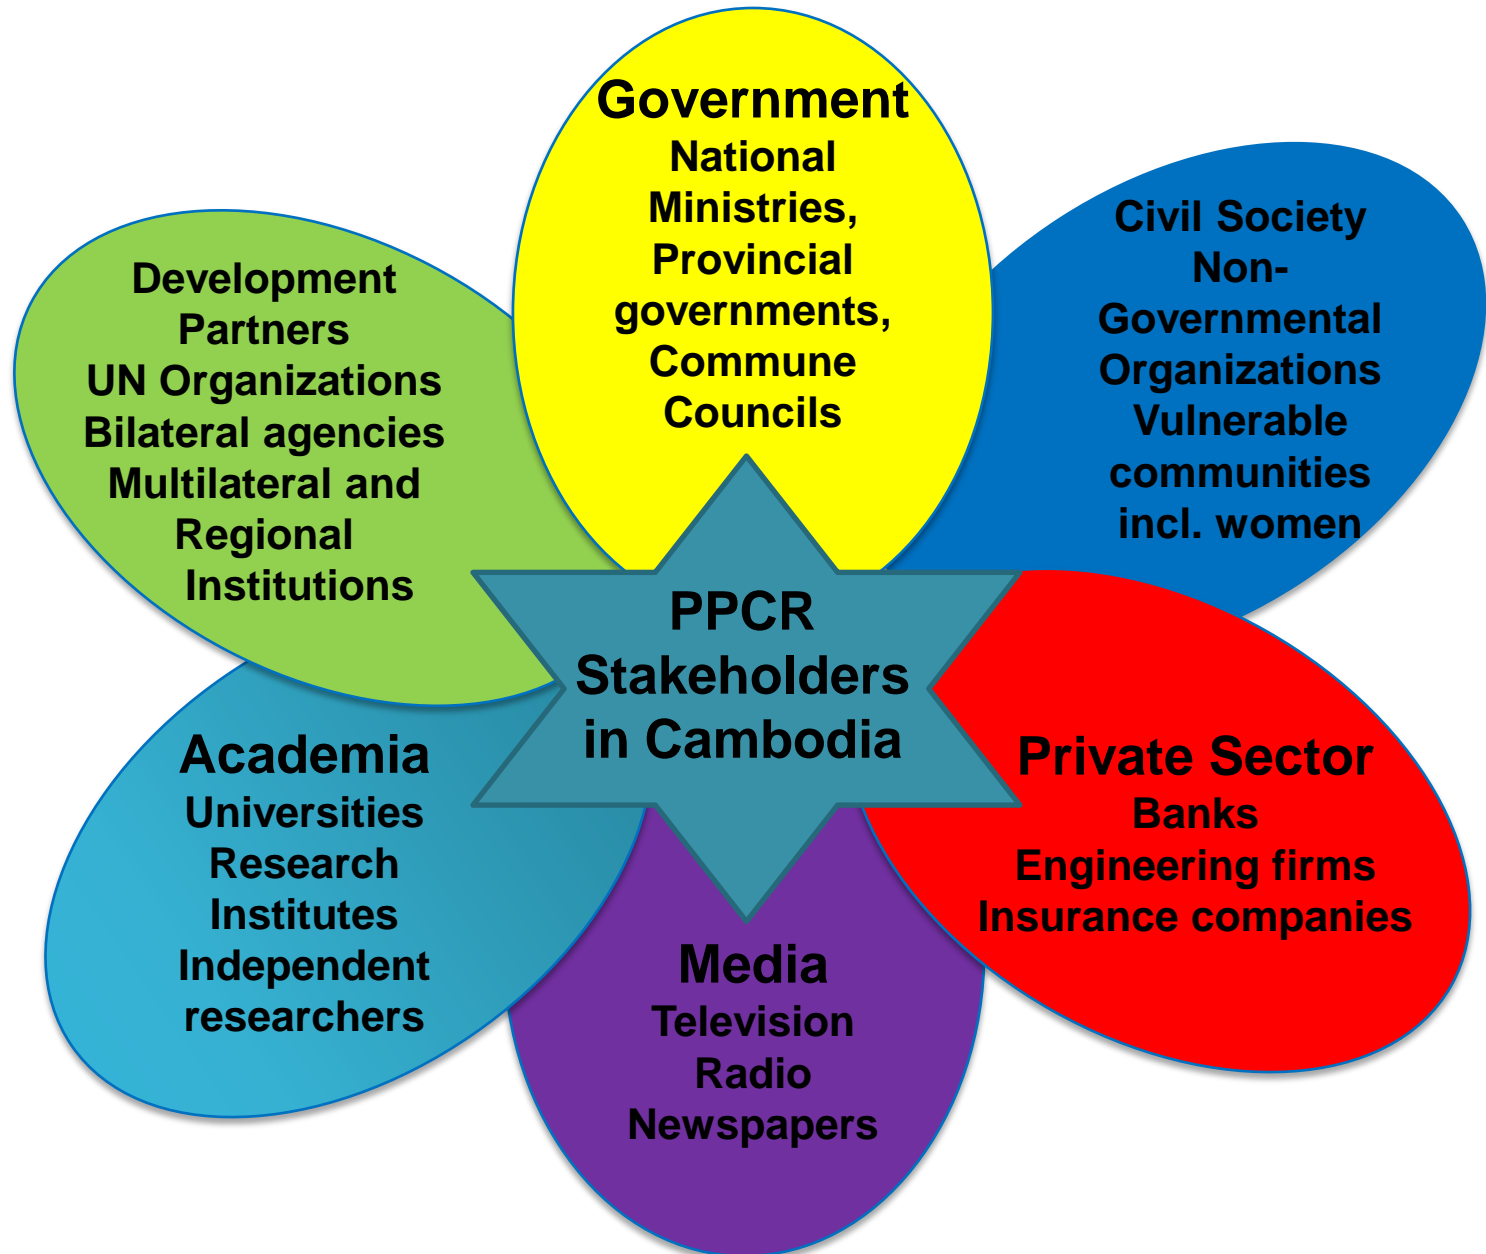 Government
National
Ministries,
Provincial
governments,
Commune
Councils
Civil Society
Non-
Governmental
Organizations
Vulnerable
communities
incl. women
Development
Partners
UN Organizations
Bilateral agencies
Multilateral and
Regional
Institutions
PPCR
Stakeholders
in Cambodia
Academia
Universities
Research
Institutes
Independent
researchers
Private Sector
Banks
Engineering firms
Insurance companies
Media
Television
Radio
Newspapers